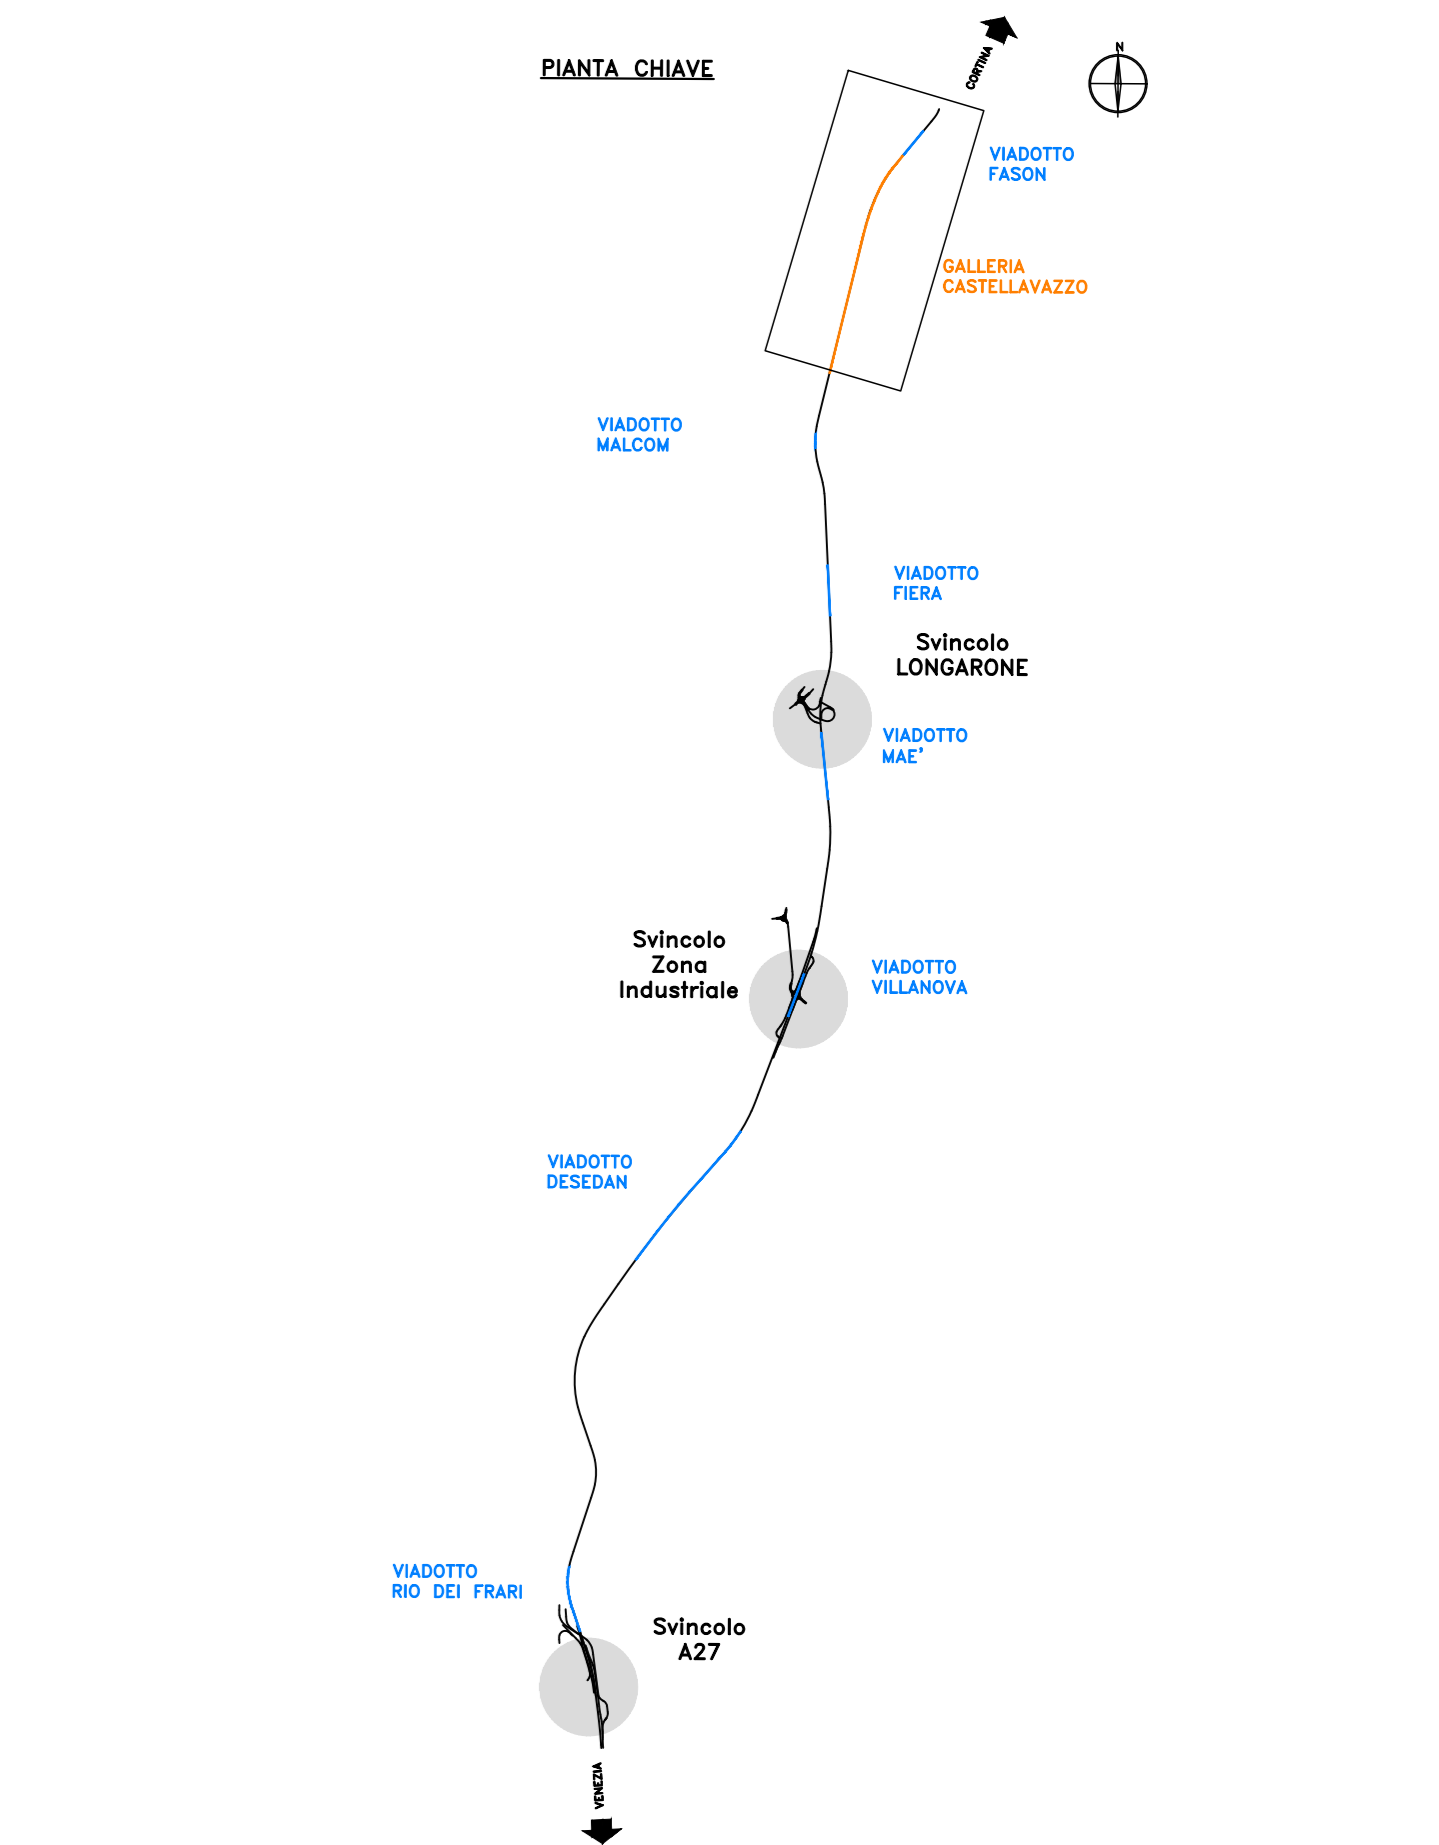 CORTINA
N
PIANTA CHIAVE
VIADOTTO
FASON
GALLERIA
CASTELLAVAZZO
VIADOTTO
MALCOM
VIADOTTO
FIERA
Svincolo
LONGARONE
VIADOTTO
MAE'
Svincolo
Zona
Industriale
VIADOTTO
VILLANOVA
VIADOTTO
DESEDAN
VIADOTTO
RIO DEI FRARI
Svincolo
A27
VENEZIA